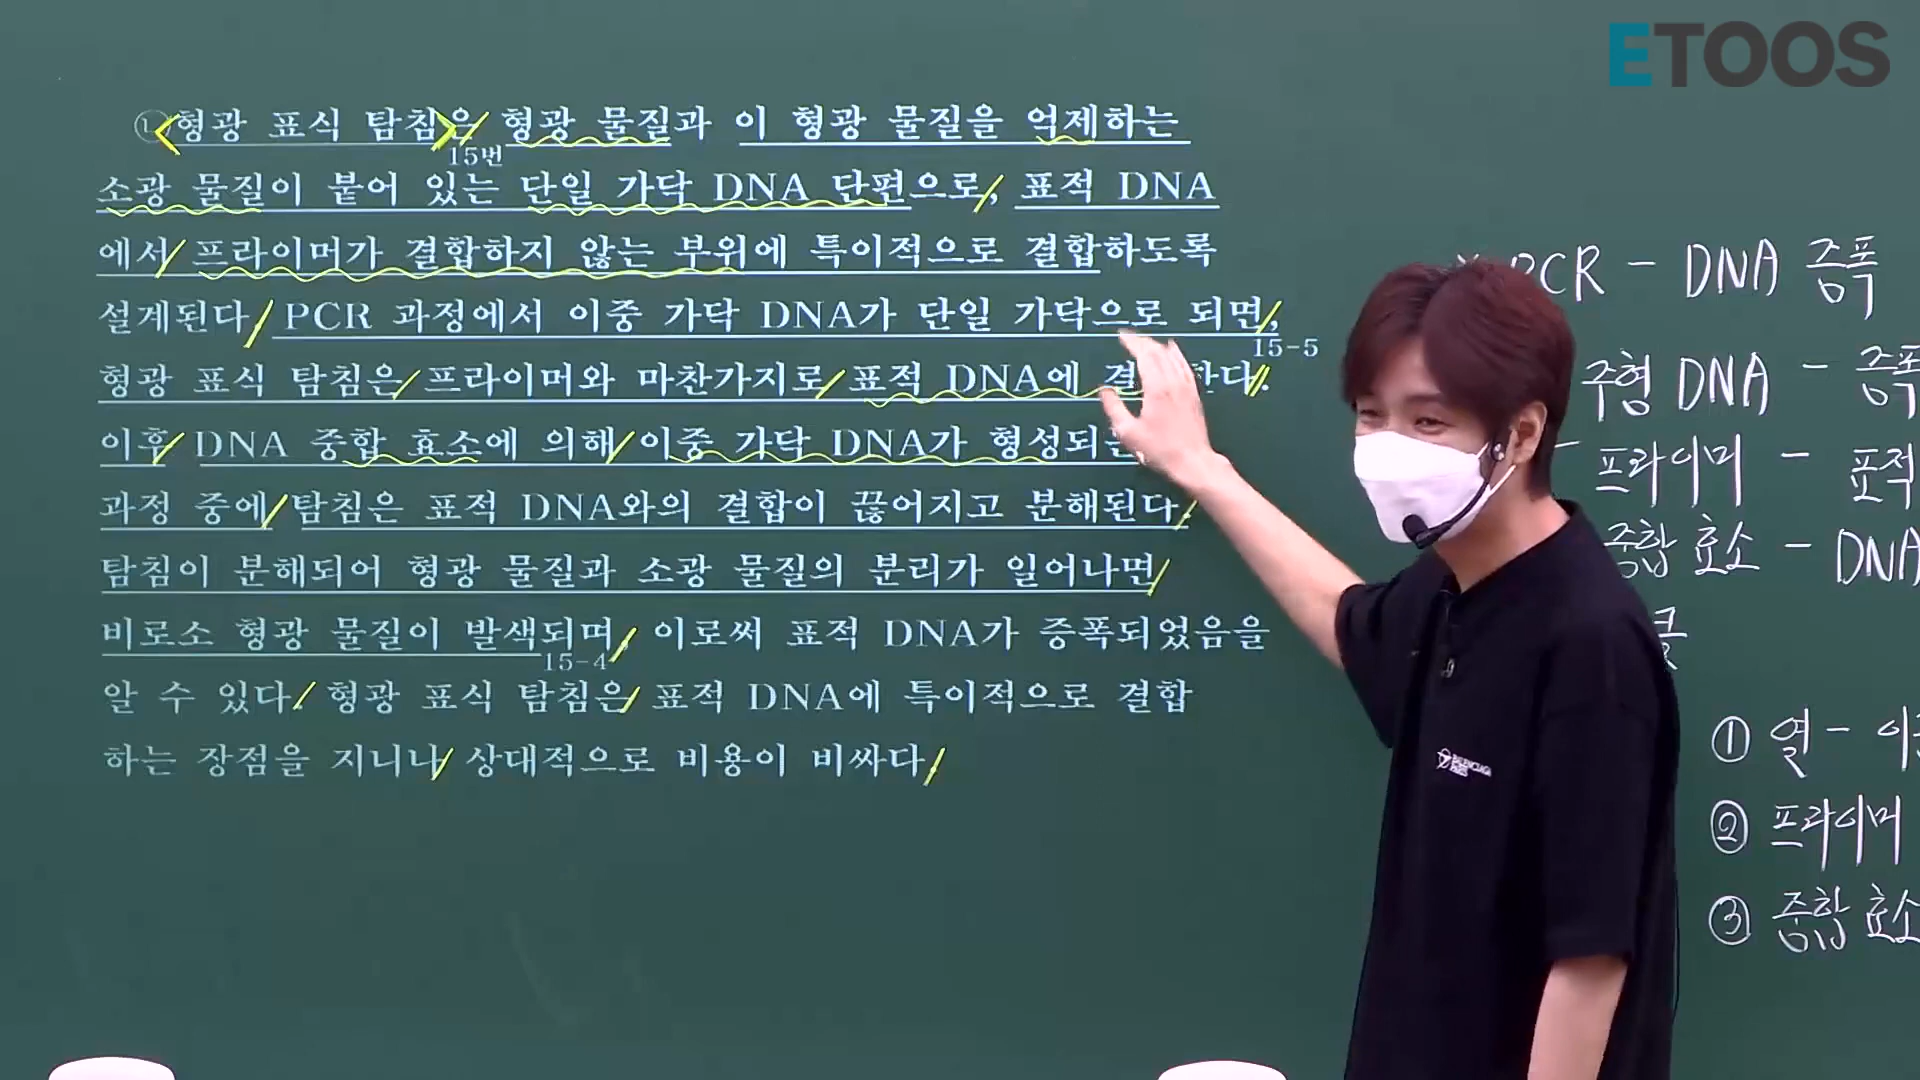 ETOOS
① <형광 표식 탐침>은 형광 물질과 이 형광 물질을 억제하는
15번
소광 물질이 붙어 있는 단일 가닥 DNA 단편으로, 표적 DNA
에서 프라이머가 결합하지 않는 부위에 특이적으로 결합하도록
설계된다. PCR 과정에서 이중 가닥 DNA가 단일 가닥으로 되면,
15-5
형광 표식 탐침은 프라이머와 마찬가지로 표적 DNA에 결
이후 DNA 중합 효소에 의해 이중 가닥 DNA가 형성되는
과정 중에 탐침은 표적 DNA와의 결합이 끊어지고 분해된다.
탐침이 분해되어 형광 물질과 소광 물질의 분리가 일어나면
비로소 형광 물질이 발색되며, 이로써 표적 DNA가 증폭되었음을
15-4
알 수 있다. 형광 표식 탐침은 표적 DNA에 특이적으로 결합
하는 장점을 지니나 상대적으로 비용이 비싸다.
PCR - DNA 증폭
주형 DNA - 증폭
- 프라이머 - 표적
중합 효소 - DNA
① 열 -
② 프라이머
③ 중합 효소
BALENCIAGA
PARIS